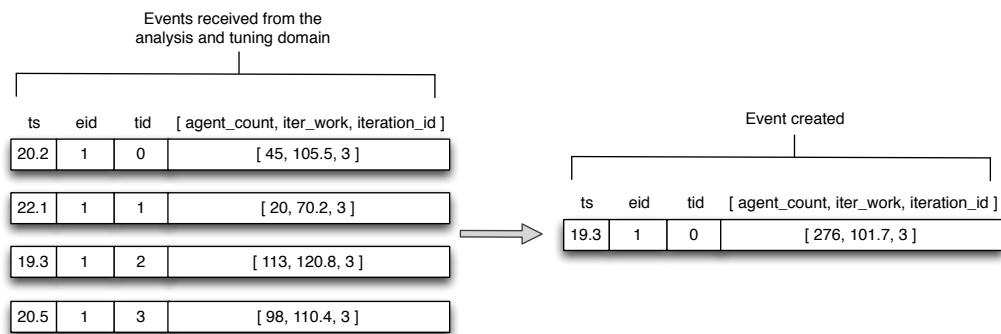 Events received from the
analysis and tuning domain
ts eid tid [ agent_count, iter_work, iteration_id ]
20.2 1 0 [ 45, 105.5, 3 ]
22.1 1 1 [ 20, 70.2, 3 ]
19.3 1 2 [ 113, 120.8, 3 ]
20.5 1 3 [ 98, 110.4, 3 ]
Event created
ts eid tid [ agent_count, iter_work, iteration_id ]
19.3 1 0 [ 276, 101.7, 3 ]